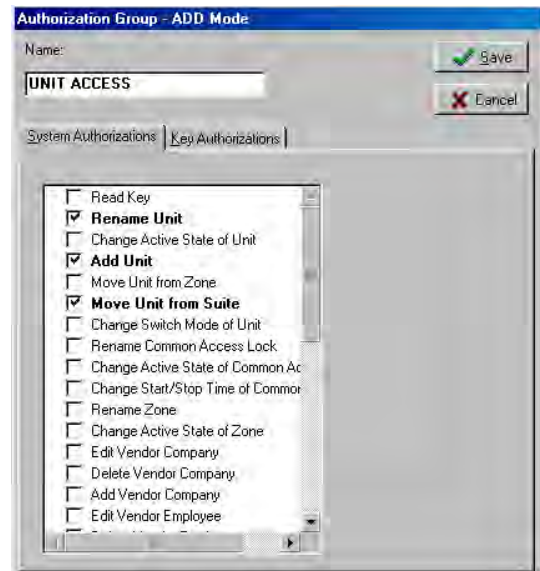 Authorization Group - ADD Mode
Name:
UNIT ACCESS
Save
Cancel
System Authorizations
Key Authorizations
Read Key
Rename Unit
Change Active State of Unit
Add Unit
Move Unit from Zone
Move Unit from Suite
Change Switch Mode of Unit
Rename Common Access Lock
Change Active State of Common Ac
Change Start/Stop Time of Common
Rename Zone
Change Active State of Zone
Edit Vendor Company
Delete Vendor Company
Add Vendor Company
Edit Vendor Employee